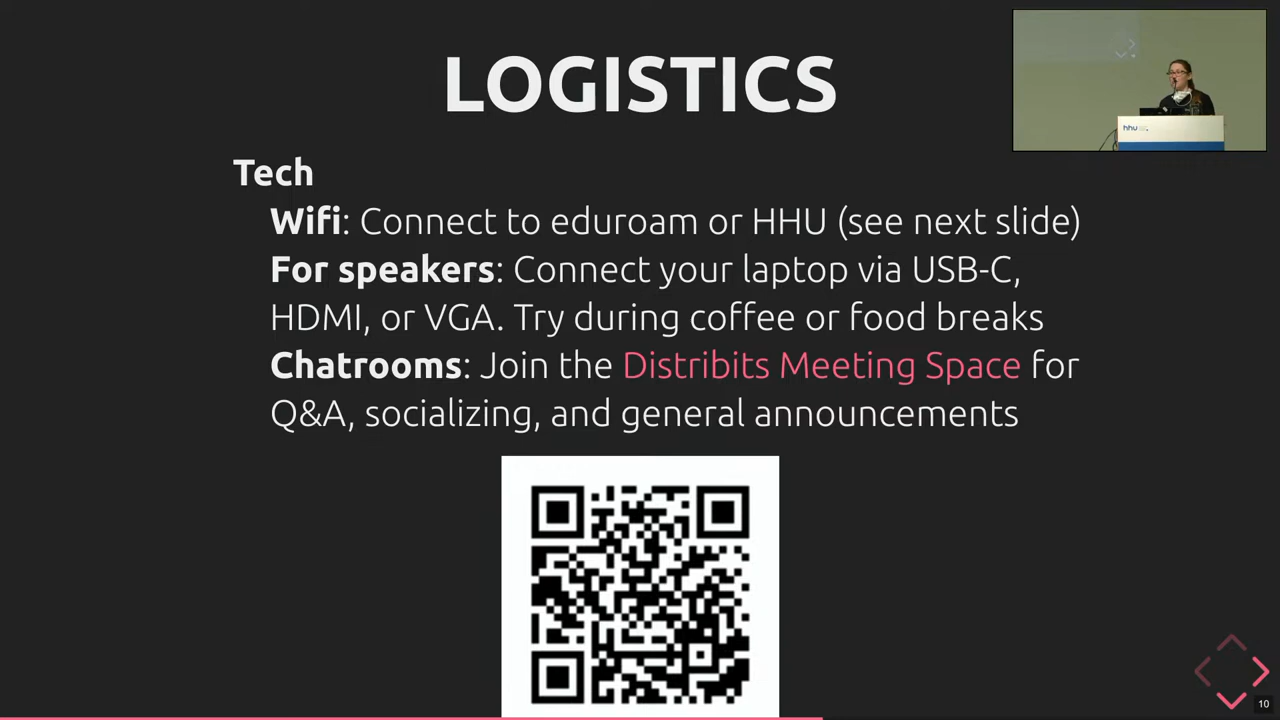 LOGISTICS
Tech
Wifi: Connect to eduroam or HHU (see next slide)
For speakers: Connect your laptop via USB-C,
HDMI, or VGA. Try during coffee or food breaks
Chatrooms: Join the Distribits Meeting Space for
Q&A, socializing, and general announcements
hhu
10